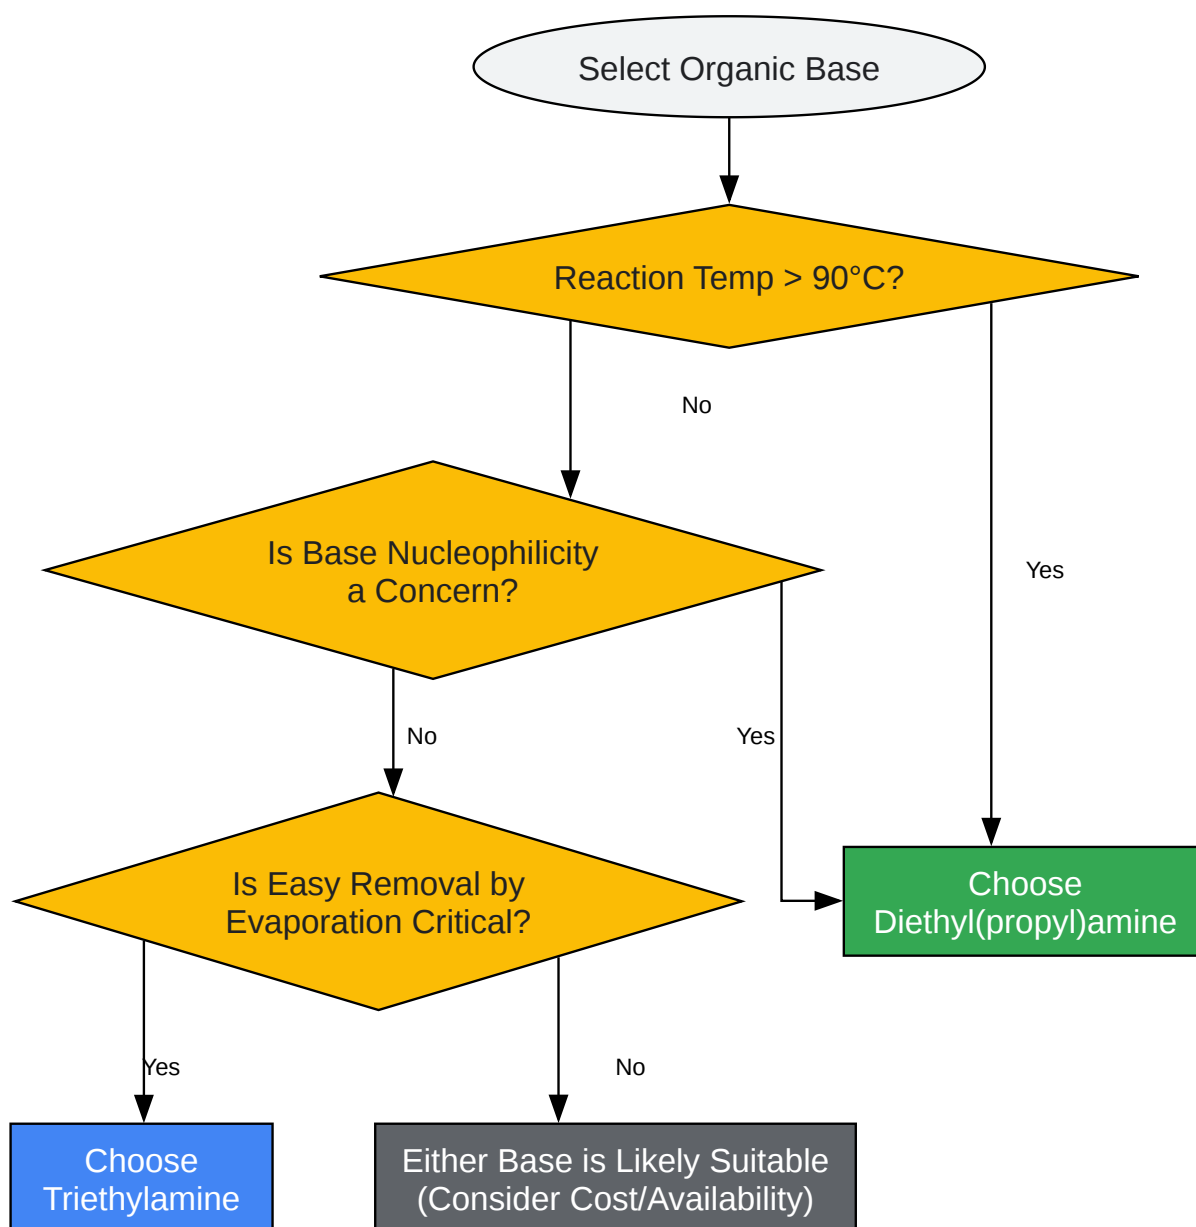 Select Organic Base
Reaction Temp > 90°C?
No
Is Base Nucleophilicity
a Concern?
Yes
No
Yes
Is Easy Removal by
Evaporation Critical?
Choose
Diethyl(propyl)amine
Yes
No
Choose
Triethylamine
Either Base is Likely Suitable
(Consider Cost/Availability)